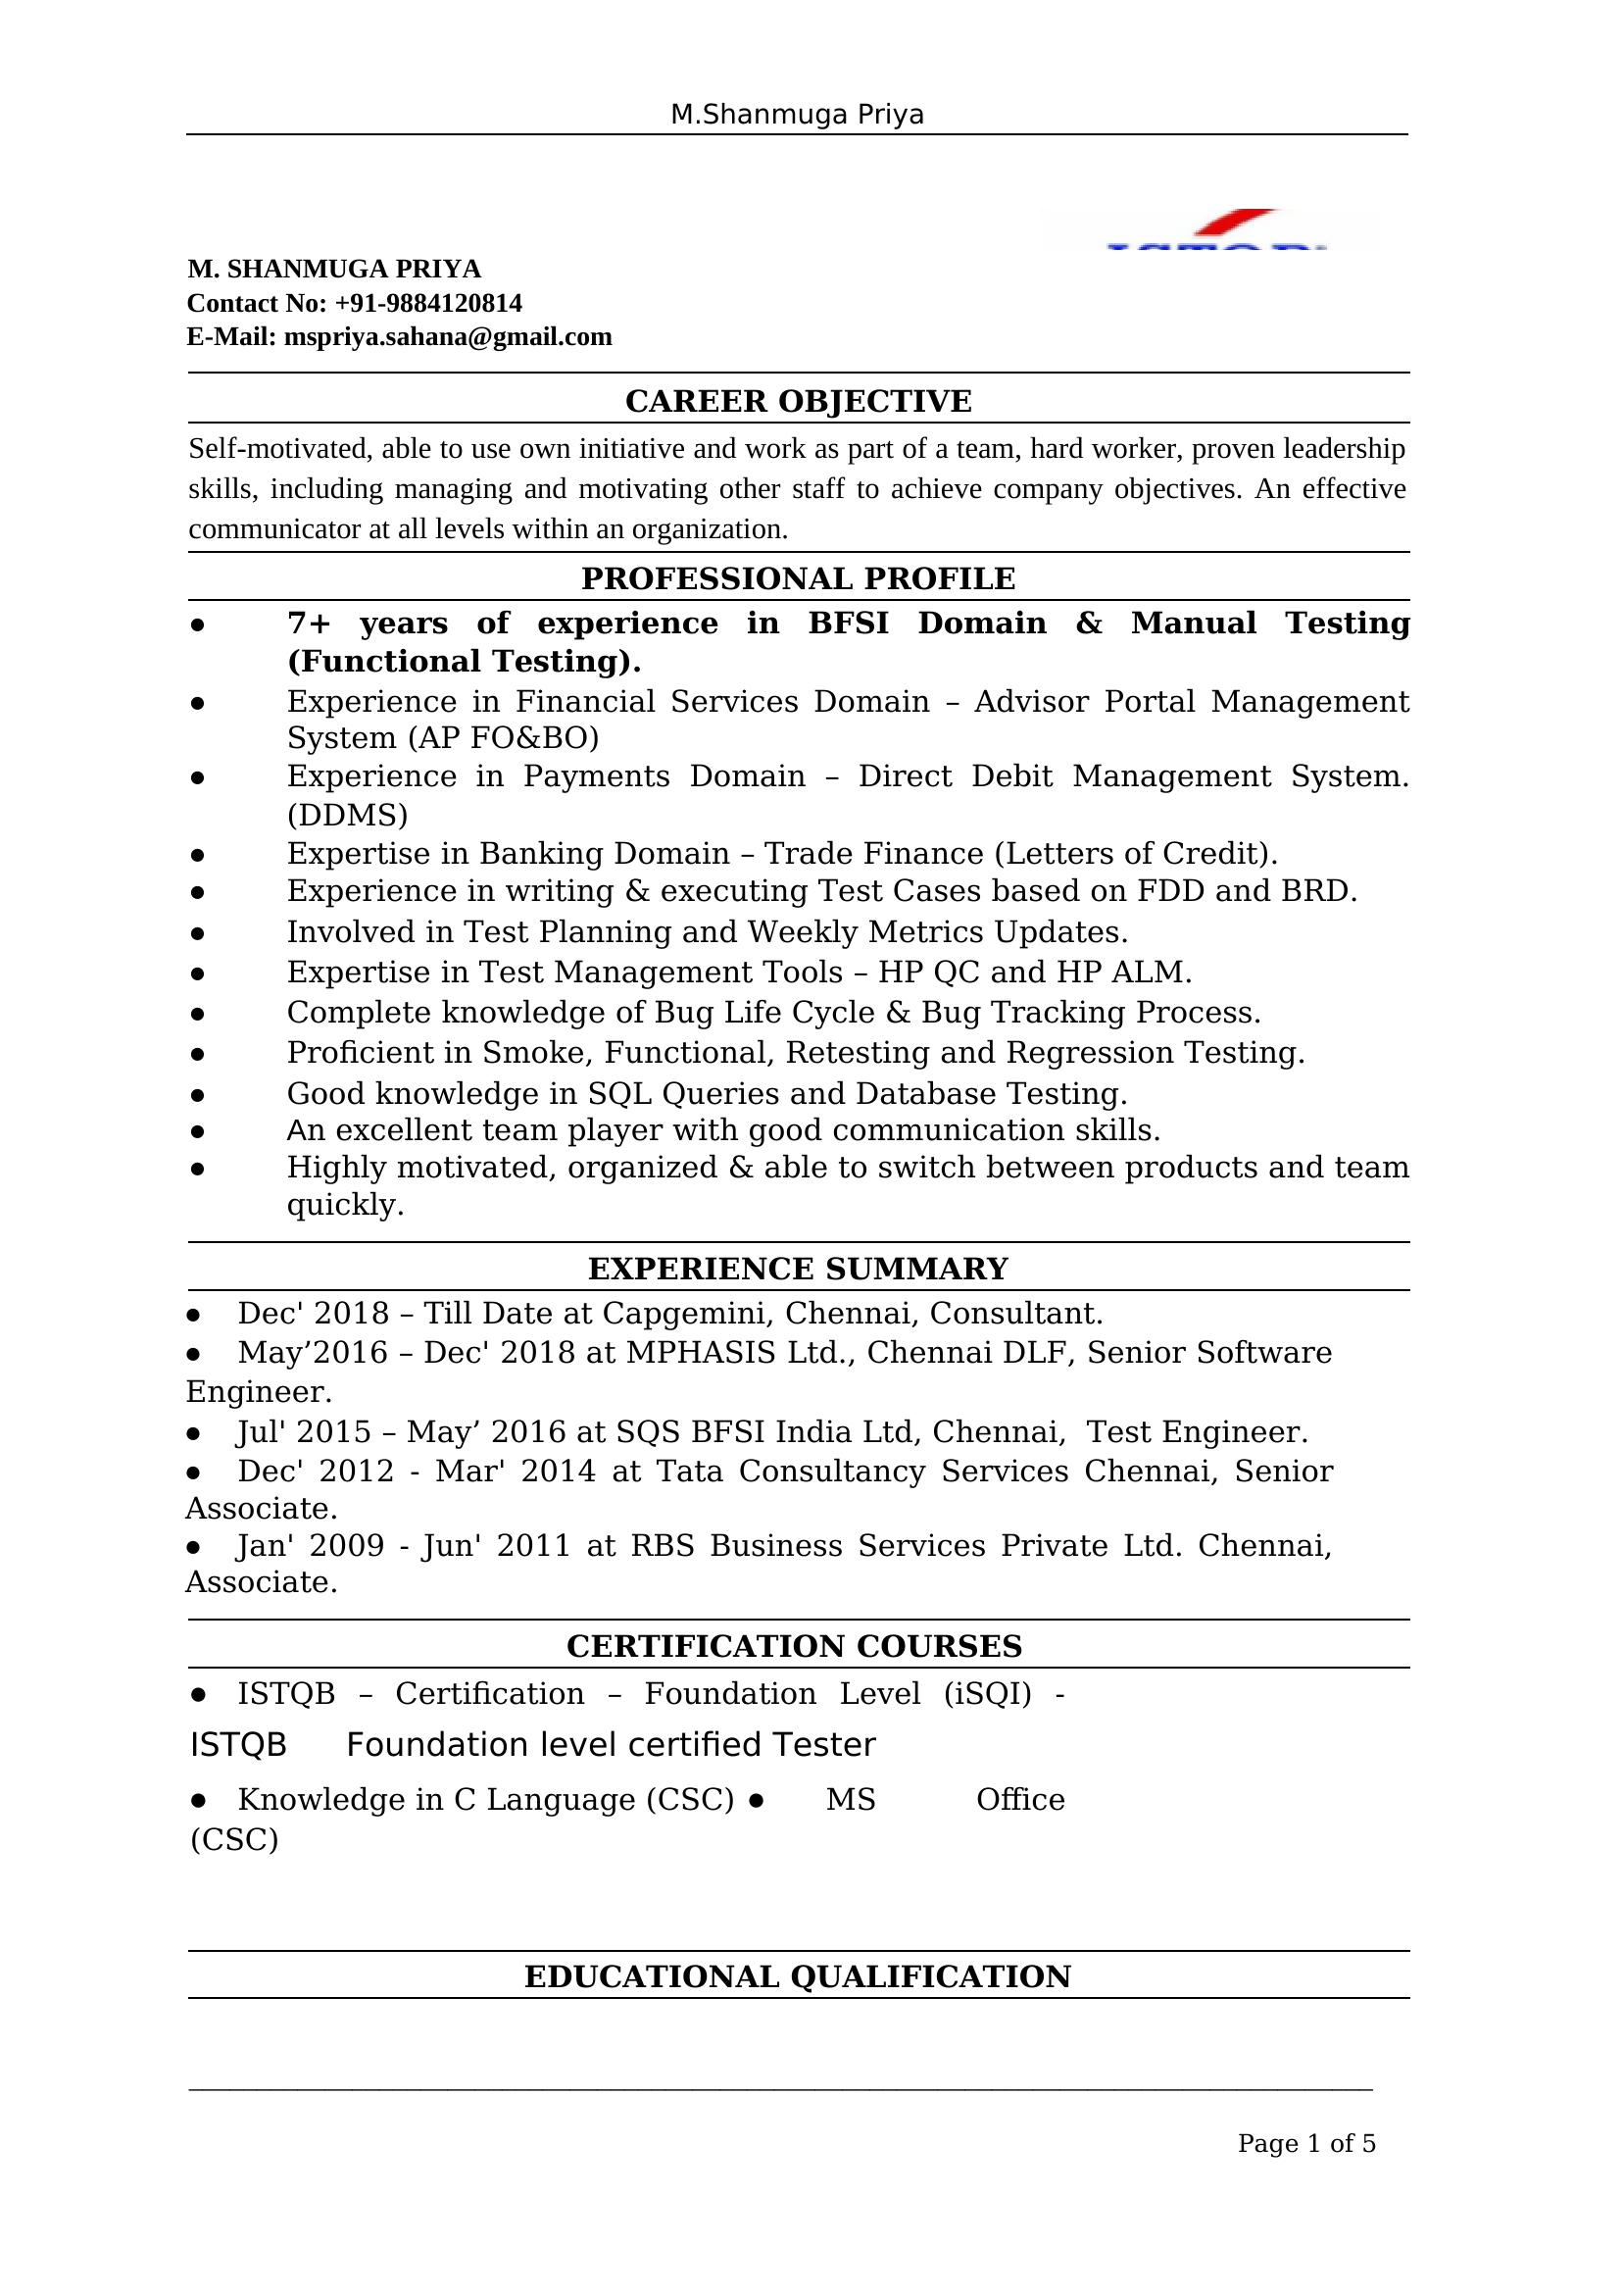 M.Shanmuga Priya
M. SHANMUGA PRIYA
Contact No: +91-9884120814
E-Mail: mspriya.sahana@gmail.com
CAREER OBJECTIVE
Self-motivated, able to use own initiative and work as part of a team, hard worker, proven leadership
skills, including managing and motivating other staff to achieve company objectives. An effective
communicator at all levels within an organization.
PROFESSIONAL PROFILE
● 7+ years of experience in BFSI Domain & Manual Testing
(Functional Testing).
● Experience in Financial Services Domain – Advisor Portal Management
System (AP FO&BO)
● Experience in Payments Domain – Direct Debit Management System.
(DDMS)
● Expertise in Banking Domain – Trade Finance (Letters of Credit).
● Experience in writing & executing Test Cases based on FDD and BRD.
● Involved in Test Planning and Weekly Metrics Updates.
● Expertise in Test Management Tools – HP QC and HP ALM.
● Complete knowledge of Bug Life Cycle & Bug Tracking Process.
● Proficient in Smoke, Functional, Retesting and Regression Testing.
● Good knowledge in SQL Queries and Database Testing.
● An excellent team player with good communication skills.
● Highly motivated, organized & able to switch between products and team
quickly.
EXPERIENCE SUMMARY
● Dec' 2018 – Till Date at Capgemini, Chennai, Consultant.
● May’2016 – Dec' 2018 at MPHASIS Ltd., Chennai DLF, Senior Software
Engineer.
● Jul' 2015 – May’ 2016 at SQS BFSI India Ltd, Chennai, Test Engineer.
● Dec' 2012 - Mar' 2014 at Tata Consultancy Services Chennai, Senior
Associate.
● Jan' 2009 - Jun' 2011 at RBS Business Services Private Ltd. Chennai,
Associate.
CERTIFICATION COURSES
● ISTQB – Certification – Foundation Level (iSQI) -
ISTQB Foundation level certified Tester
● Knowledge in C Language (CSC) ● MS Office
(CSC)
EDUCATIONAL QUALIFICATION
Page 1 of 5